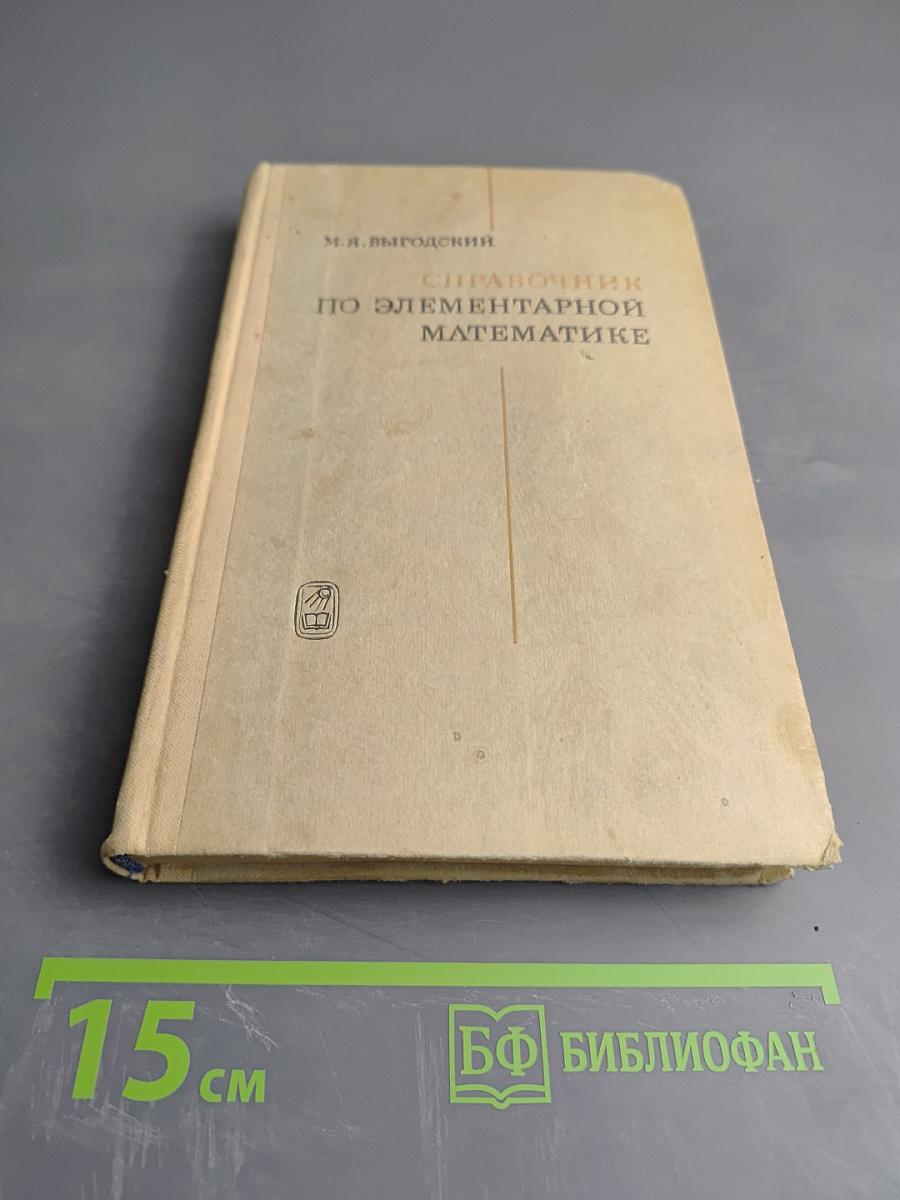 М.Я.ВЫГОДСКИЙ
СПРАВОЧНИК
ПО ЭЛЕМЕНТАРНОЙ
МАТЕМАТИКЕ
15 см
БФ БИБЛИОФАН